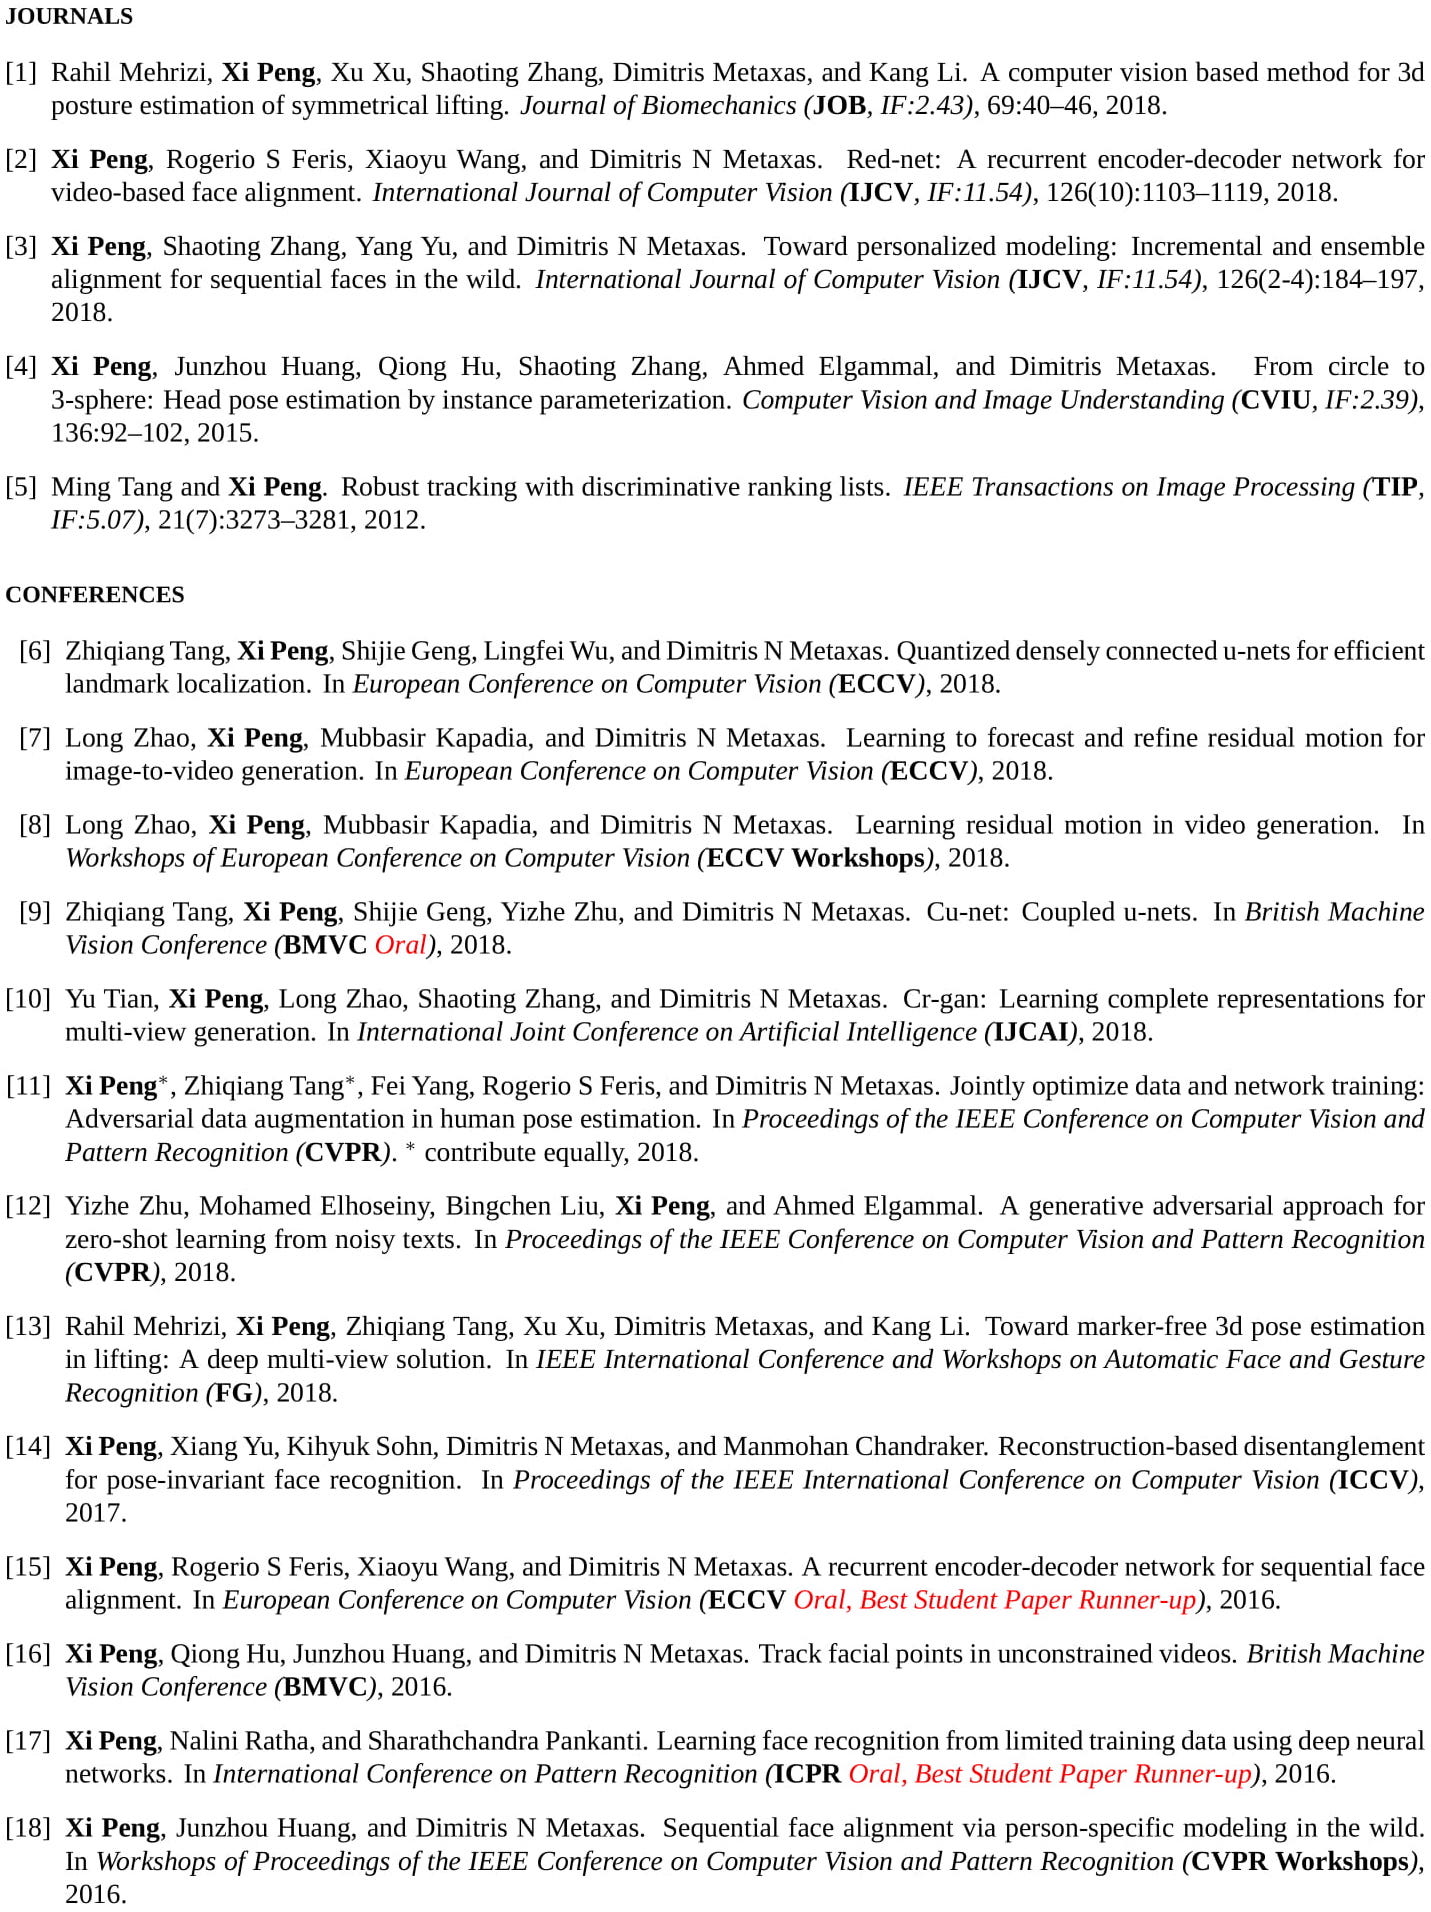 JOURNALS
[1] Rahil Mehrizi, Xi Peng, Xu Xu, Shaoting Zhang, Dimitris Metaxas, and Kang Li. A computer vision based method for 3d
posture estimation of symmetrical lifting. Journal of Biomechanics (JOB, IF:2.43), 69:40–46, 2018.
[2] Xi Peng, Rogerio S Feris, Xiaoyu Wang, and Dimitris N Metaxas. Red-net: A recurrent encoder-decoder network for
video-based face alignment. International Journal of Computer Vision (IJCV, IF:11.54), 126(10):1103–1119, 2018.
[3] Xi Peng, Shaoting Zhang, Yang Yu, and Dimitris N Metaxas. Toward personalized modeling: Incremental and ensemble
alignment for sequential faces in the wild. International Journal of Computer Vision (IJCV, IF:11.54), 126(2-4):184–197,
2018.
[4] Xi Peng, Junzhou Huang, Qiong Hu, Shaoting Zhang, Ahmed Elgammal, and Dimitris Metaxas. From circle to
3-sphere: Head pose estimation by instance parameterization. Computer Vision and Image Understanding (CVIU, IF:2.39),
136:92–102, 2015.
[5] Ming Tang and Xi Peng. Robust tracking with discriminative ranking lists. IEEE Transactions on Image Processing (TIP,
IF:5.07), 21(7):3273–3281, 2012.
CONFERENCES
[6] Zhiqiang Tang, Xi Peng, Shijie Geng, Lingfei Wu, and Dimitris N Metaxas. Quantized densely connected u-nets for efficient
landmark localization. In European Conference on Computer Vision (ECCV), 2018.
[7] Long Zhao, Xi Peng, Mubbasir Kapadia, and Dimitris N Metaxas. Learning to forecast and refine residual motion for
image-to-video generation. In European Conference on Computer Vision (ECCV), 2018.
[8] Long Zhao, Xi Peng, Mubbasir Kapadia, and Dimitris N Metaxas. Learning residual motion in video generation. In
Workshops of European Conference on Computer Vision (ECCV Workshops), 2018.
[9] Zhiqiang Tang, Xi Peng, Shijie Geng, Yizhe Zhu, and Dimitris N Metaxas. Cu-net: Coupled u-nets. In British Machine
Vision Conference (BMVC Oral), 2018.
[10] Yu Tian, Xi Peng, Long Zhao, Shaoting Zhang, and Dimitris N Metaxas. Cr-gan: Learning complete representations for
multi-view generation. In International Joint Conference on Artificial Intelligence (IJCAI), 2018.
[11] Xi Peng*, Zhiqiang Tang*, Fei Yang, Rogerio S Feris, and Dimitris N Metaxas. Jointly optimize data and network training:
Adversarial data augmentation in human pose estimation. In Proceedings of the IEEE Conference on Computer Vision and
Pattern Recognition (CVPR). * contribute equally, 2018.
[12] Yizhe Zhu, Mohamed Elhoseiny, Bingchen Liu, Xi Peng, and Ahmed Elgammal. A generative adversarial approach for
zero-shot learning from noisy texts. In Proceedings of the IEEE Conference on Computer Vision and Pattern Recognition
(CVPR), 2018.
[13] Rahil Mehrizi, Xi Peng, Zhiqiang Tang, Xu Xu, Dimitris Metaxas, and Kang Li. Toward marker-free 3d pose estimation
in lifting: A deep multi-view solution. In IEEE International Conference and Workshops on Automatic Face and Gesture
Recognition (FG), 2018.
[14] Xi Peng, Xiang Yu, Kihyuk Sohn, Dimitris N Metaxas, and Manmohan Chandraker. Reconstruction-based disentanglement
for pose-invariant face recognition. In Proceedings of the IEEE International Conference on Computer Vision (ICCV),
2017.
[15] Xi Peng, Rogerio S Feris, Xiaoyu Wang, and Dimitris N Metaxas. A recurrent encoder-decoder network for sequential face
alignment. In European Conference on Computer Vision (ECCV Oral, Best Student Paper Runner-up), 2016.
[16] Xi Peng, Qiong Hu, Junzhou Huang, and Dimitris N Metaxas. Track facial points in unconstrained videos. British Machine
Vision Conference (BMVC), 2016.
[17] Xi Peng, Nalini Ratha, and Sharathchandra Pankanti. Learning face recognition from limited training data using deep neural
networks. In International Conference on Pattern Recognition (ICPR Oral, Best Student Paper Runner-up), 2016.
[18] Xi Peng, Junzhou Huang, and Dimitris N Metaxas. Sequential face alignment via person-specific modeling in the wild.
In Workshops of Proceedings of the IEEE Conference on Computer Vision and Pattern Recognition (CVPR Workshops),
2016.